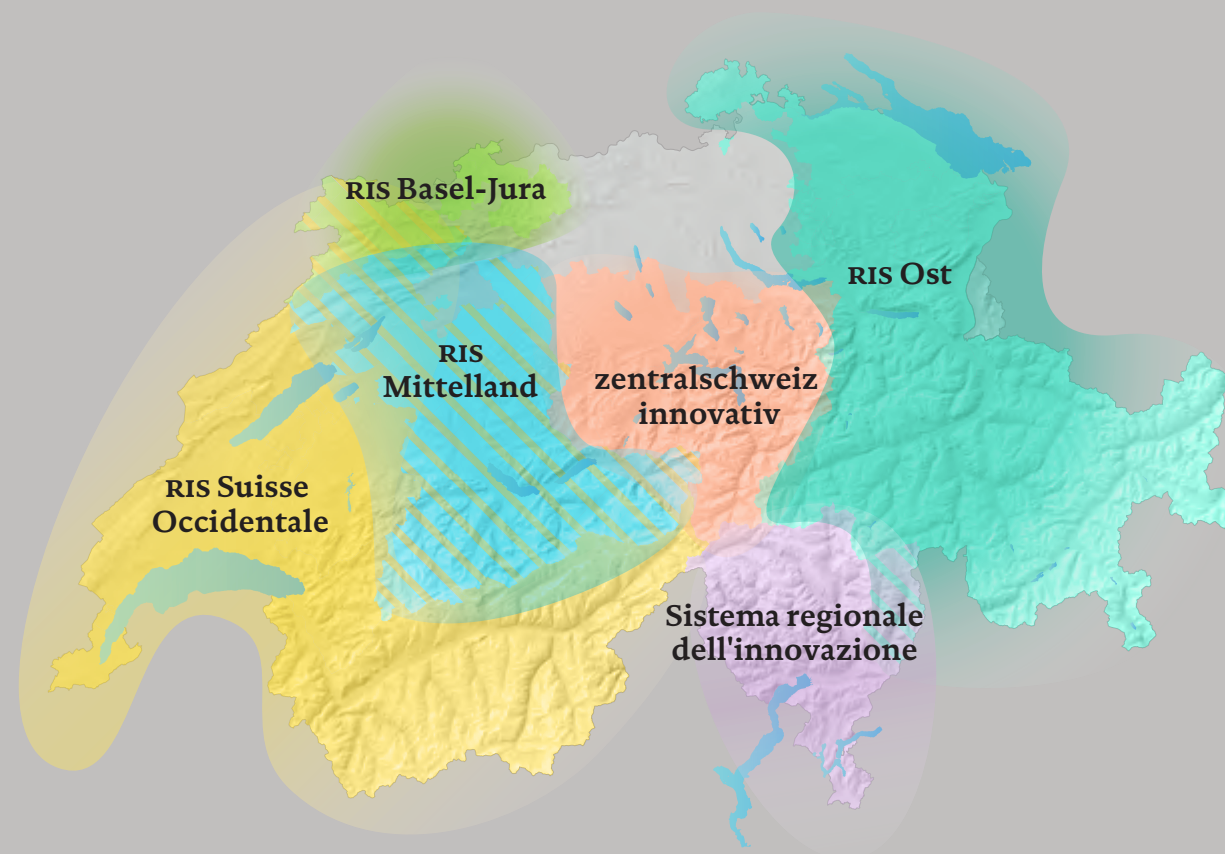 RIS Basel-Jura
RIS Ost
RIS
Mittelland
zentralschweiz
innovativ
RIS Suisse
Occidentale
Sistema regionale
dell'innovazione